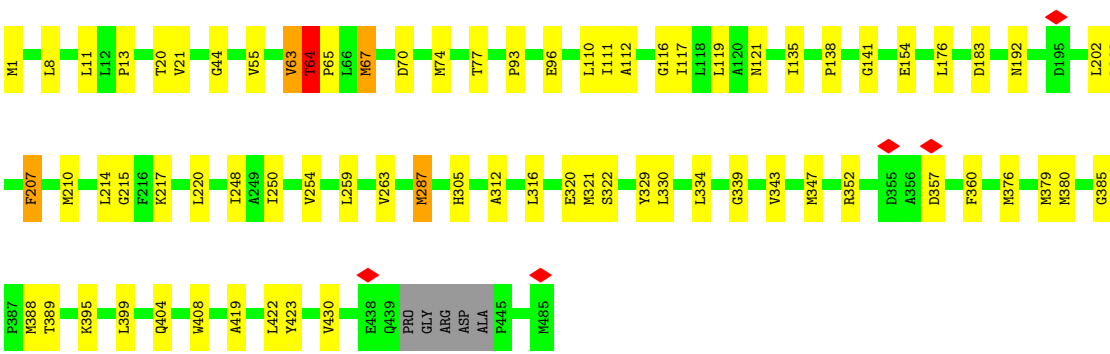 M1 L8 L11 L12 P13 T20 V21 G44 V55 V63 T64 P65 L66 M67 D70 M74 T77 P93 E96 L110 I111 A112 G116 I117 L118 L119 A120 N121 I135 P138 G141 E154 L176 D183 N192 D195 L202
F207 M210 L214 G215 F216 K217 L220 I248 A249 I250 V254 L259 V263 M287 H305 A312 L316 E320 M321 S322 Y329 L330 L334 G339 V343 M347 R352 D355 A356 D357 F360 M376 M379 M380 G385
P387 M388 T389 K395 L399 Q404 W408 A419 L422 Y423 V430 E438 Q439 PRO GLY ARG ASP ALA P445 M485